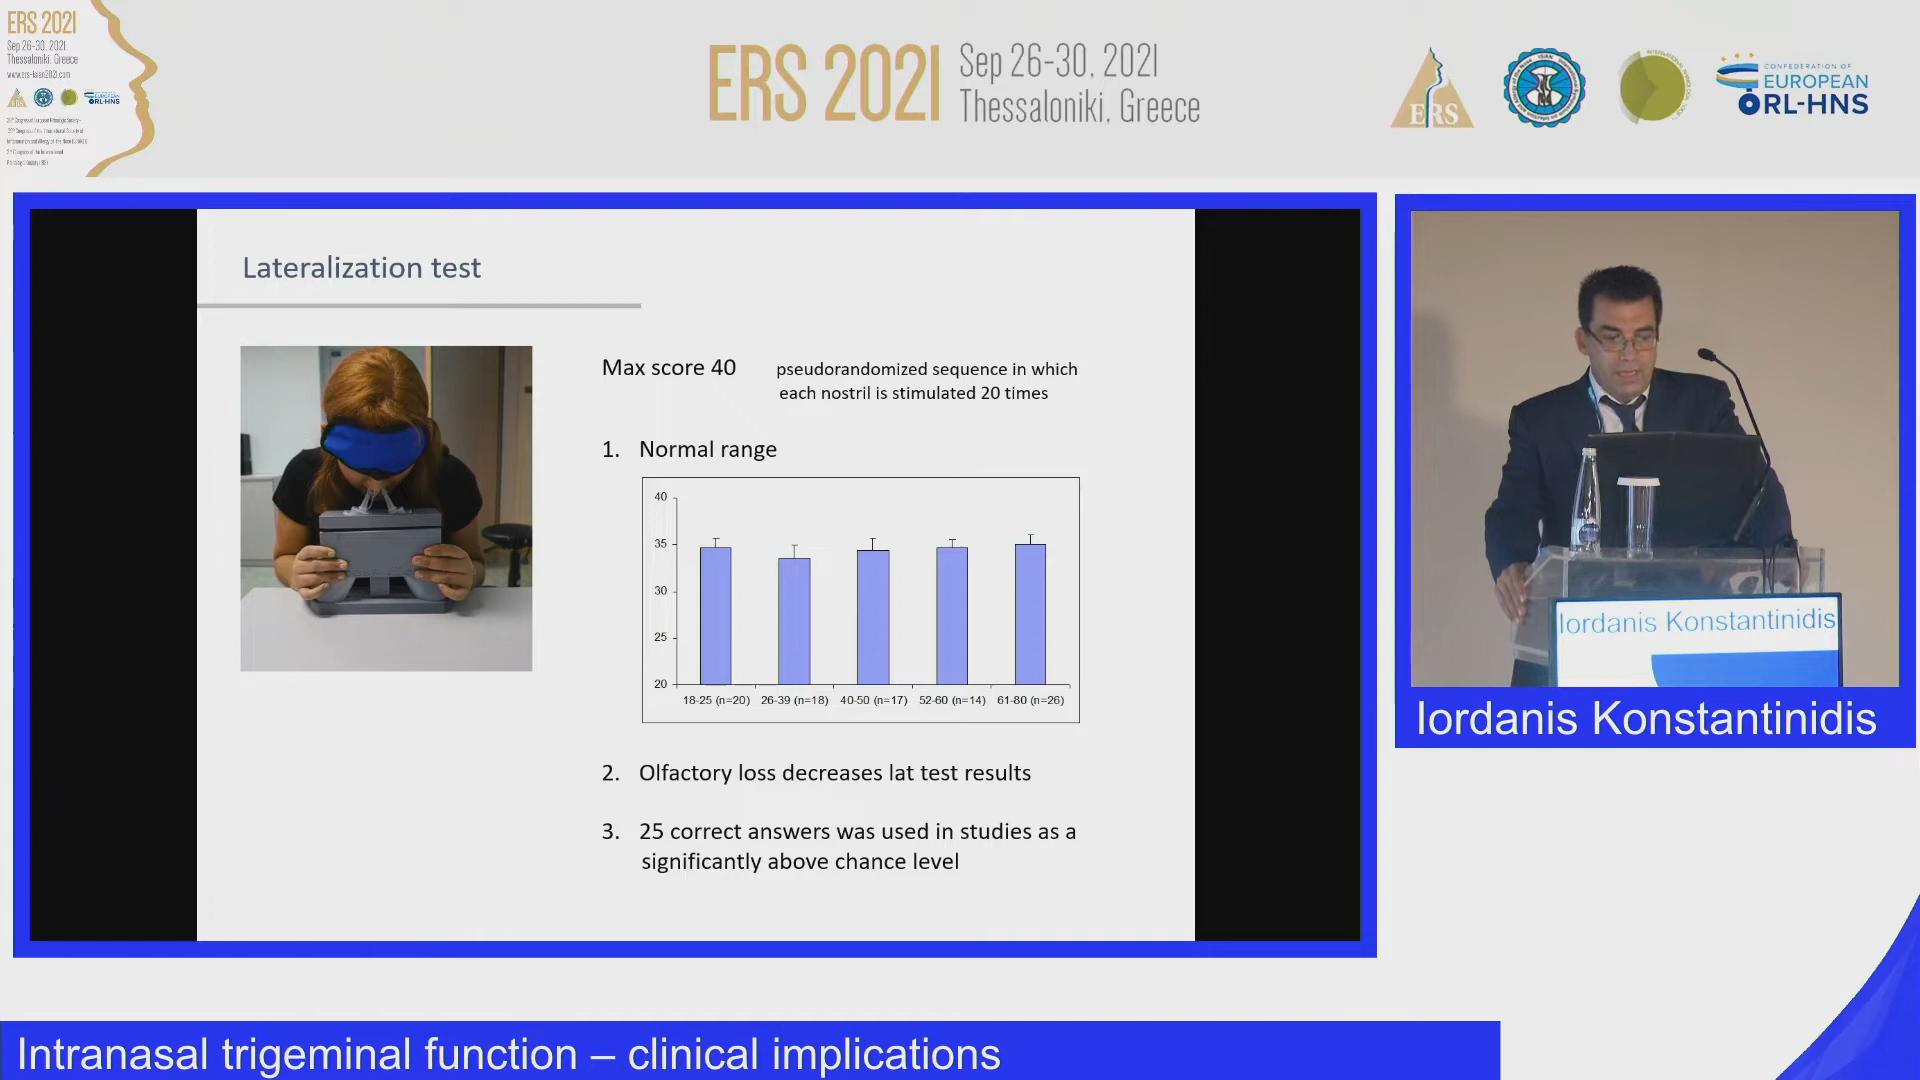 ERS 2021
Sep 26-30, 2021
Thessaloniki, Greece
ERS 2021
Sep 26-30, 2021
Thessaloniki, Greece
ERS
CONFEDERATION OF
EUROPEAN
ORL-HNS
Lateralization test
Max score 40
pseudorandomized sequence in which
each nostril is stimulated 20 times
1. Normal range
40
35
30
25
20
18-25 (n=20) 26-39 (n=18) 40-50 (n=17) 52-60 (n=14) 61-80 (n=26)
2. Olfactory loss decreases lat test results
3. 25 correct answers was used in studies as a
significantly above chance level
Iordanis Konstantinidis
Iordanis Konstantinidis
Intranasal trigeminal function – clinical implications